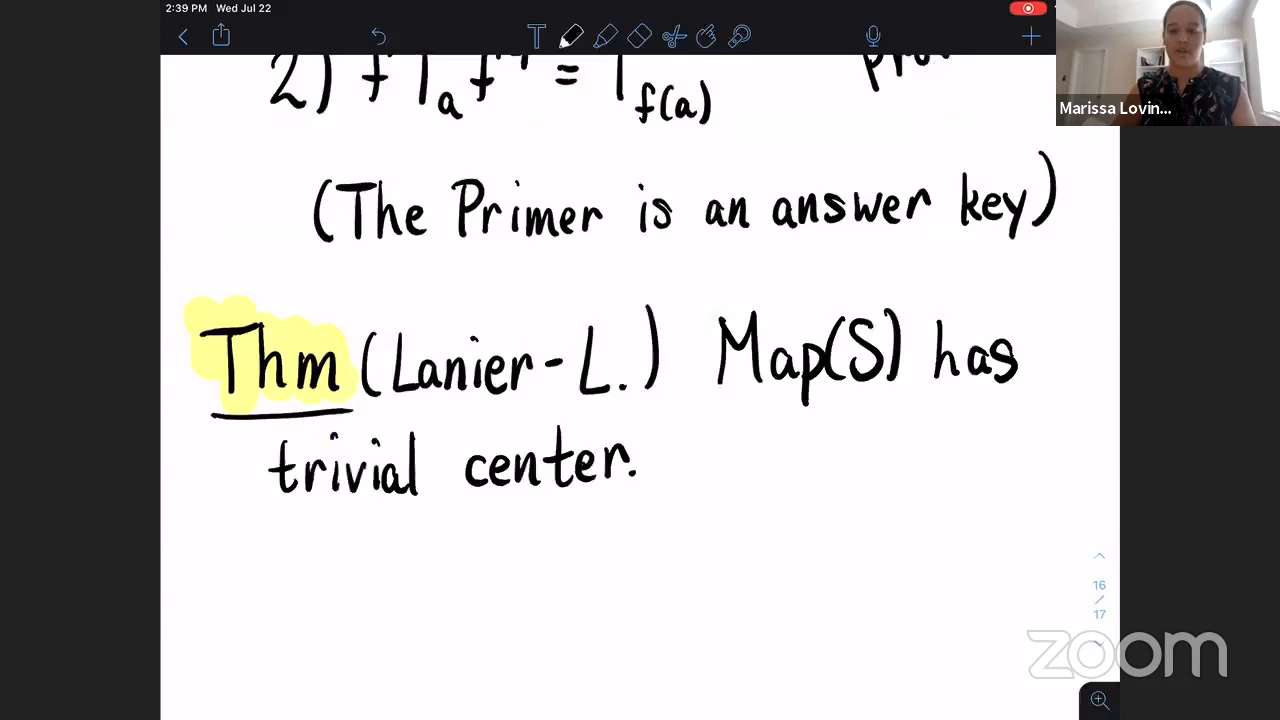 2:39 PM Wed Jul 22
Marissa Lovin...
2) f T_a f = T_f(a)
(The Primer is an answer key)
Thm (Lanier-L.) Map(S) has
trivial center.
16
/
17
zoom